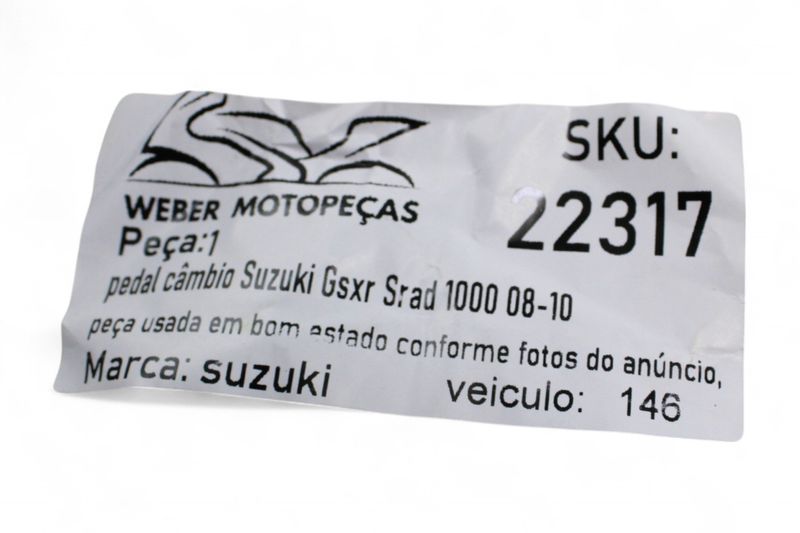 SKU:
22317
WEBER MOTOPEÇAS
Peça:1
pedal câmbio Suzuki Gsxr Srad 1000 08-10
peça usada em bom estado conforme fotos do anúncio,
Marca: suzuki
veiculo: 146